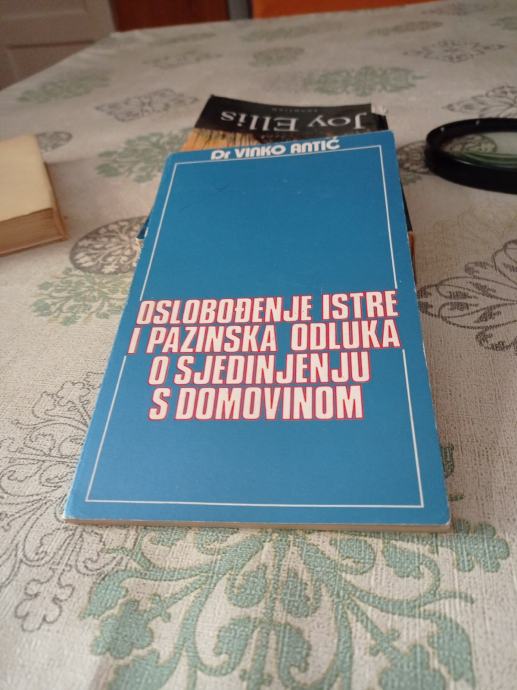 Joy Ellis
Dr VINKO ANTIĆ
OSLOBOĐENJE ISTRE
I PAZINSKA ODLUKA
O SJEDINJENJU
S DOMOVINOM